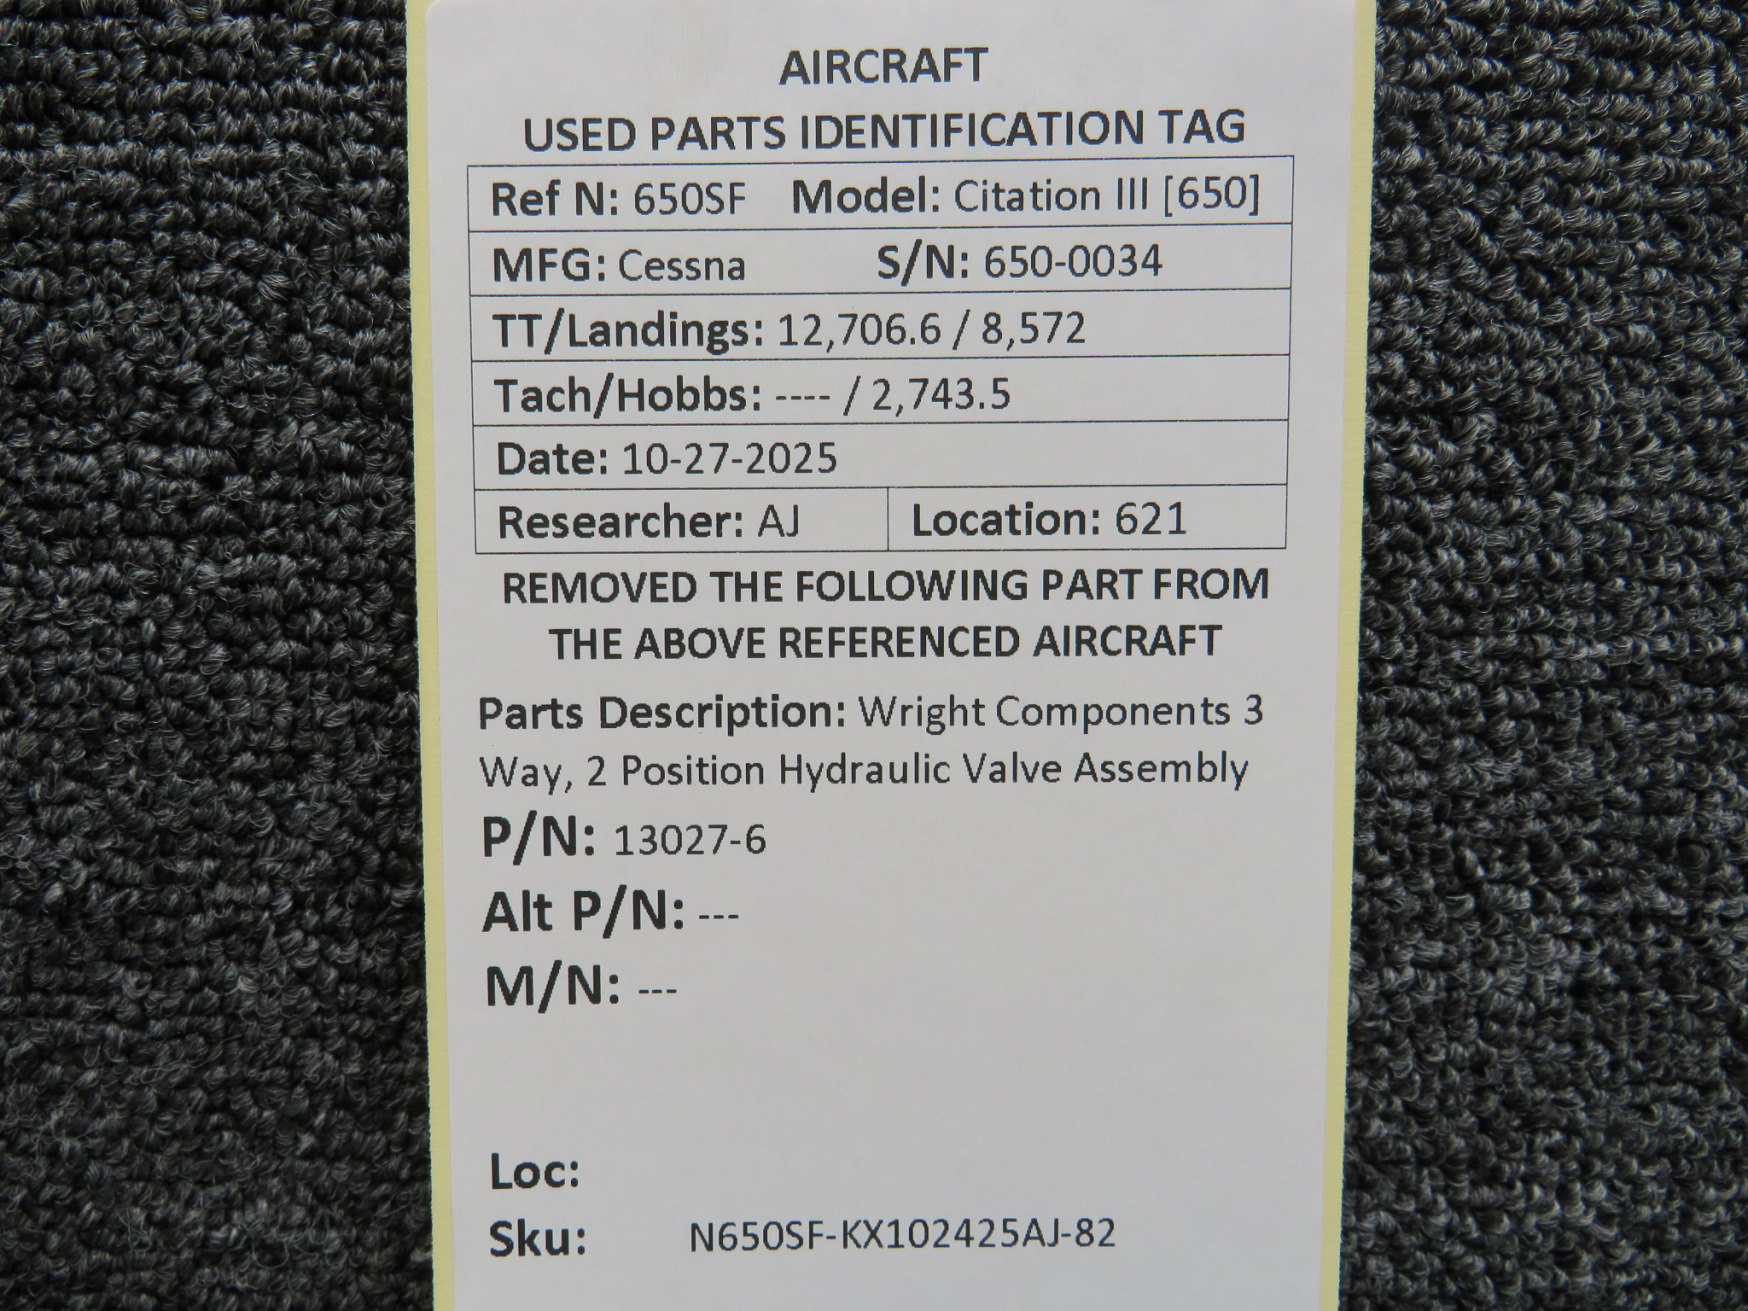 AIRCRAFT
USED PARTS IDENTIFICATION TAG
Ref N: 650SF Model: Citation III [650]
MFG: Cessna S/N: 650-0034
TT/Landings: 12,706.6 / 8,572
Tach/Hobbs: ---- / 2,743.5
Date: 10-27-2025
Researcher: AJ Location: 621
REMOVED THE FOLLOWING PART FROM
THE ABOVE REFERENCED AIRCRAFT
Parts Description: Wright Components 3
Way, 2 Position Hydraulic Valve Assembly
P/N: 13027-6
Alt P/N: ---
M/N: ---
Loc:
Sku: N650SF-KX102425AJ-82